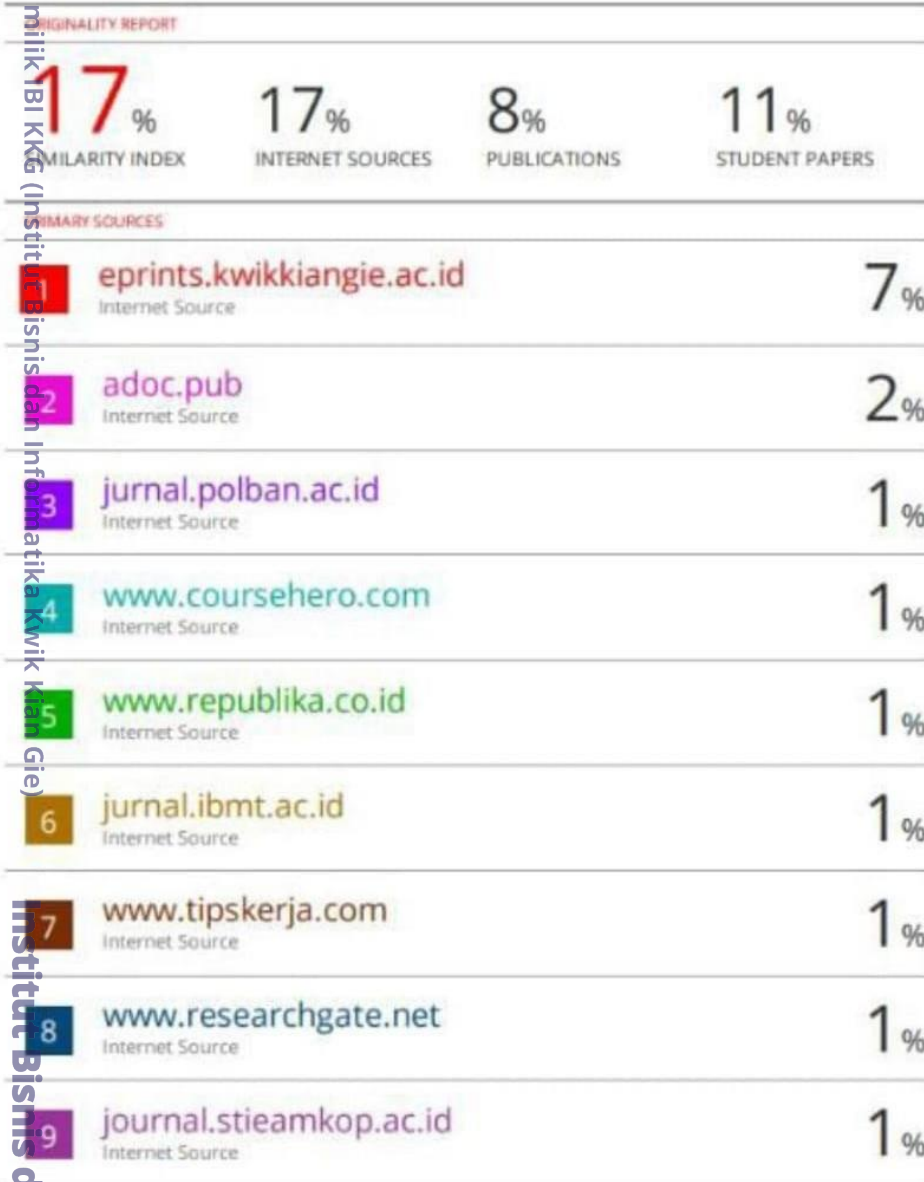 ORIGINALITY REPORT
17%
SIMILARITY INDEX
17%
INTERNET SOURCES
8%
PUBLICATIONS
11%
STUDENT PAPERS
PRIMARY SOURCES
1 eprints.kwikkiangie.ac.id 7%
Internet Source
2 adoc.pub 2%
Internet Source
3 jurnal.polban.ac.id 1%
Internet Source
4 www.coursehero.com 1%
Internet Source
5 www.republika.co.id 1%
Internet Source
6 jurnal.ibmt.ac.id 1%
Internet Source
7 www.tipskerja.com 1%
Internet Source
8 www.researchgate.net 1%
Internet Source
9 journal.stieamkop.ac.id 1%
Internet Source
milik IBI KKG (Institut Bisnis dan Informatika Kwik Kian Gie)
Institut Bisnis d